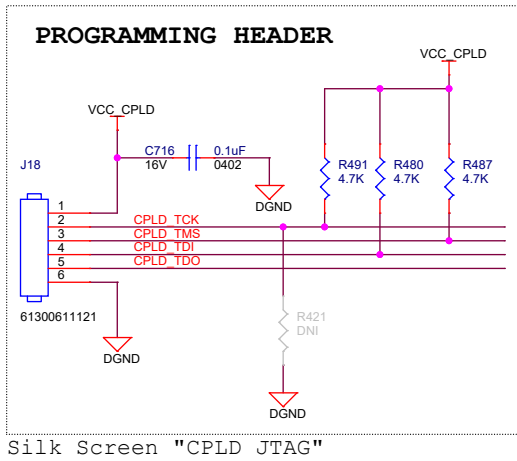 PROGRAMMING HEADER
VCC_CPLD
VCC_CPLD
C716 0.1uF
16V 0402
J18
R491 R480 R487
4.7K 4.7K 4.7K
DGND
1
2 CPLD_TCK
3 CPLD_TMS
4 CPLD_TDI
5 CPLD_TDO
6
61300611121
R421
DNI
DGND
DGND
Silk Screen "CPLD JTAG"